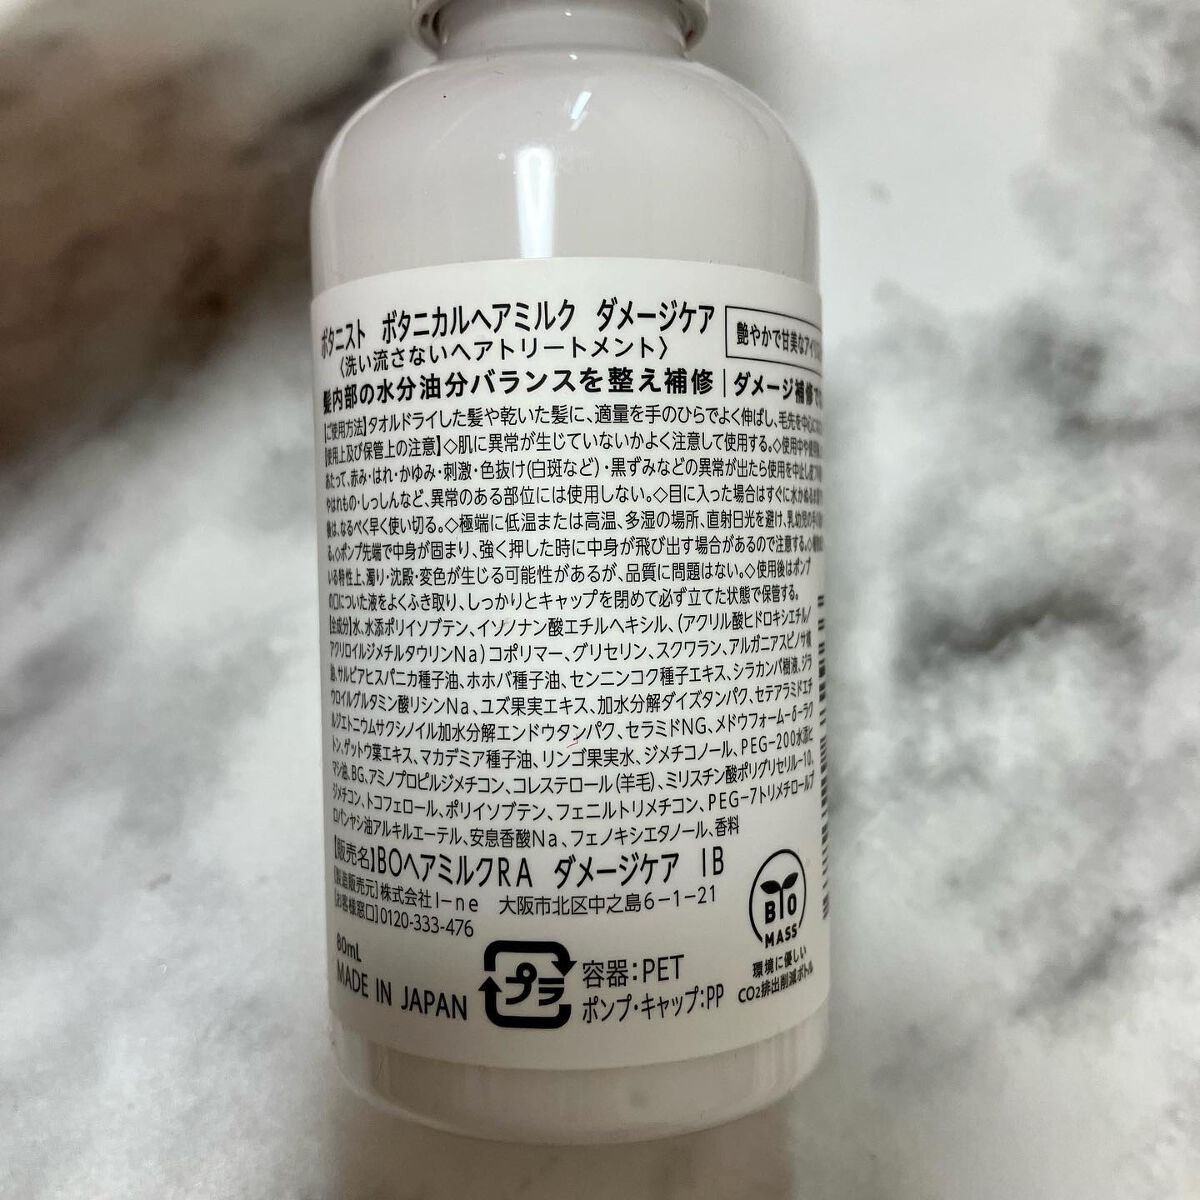 ボタニスト ボタニカルヘアミルク ダメージケア
〈洗い流さないヘアトリートメント〉
艶やかで甘美なアイリス
髪内部の水分油分バランスを整え補修|ダメージ補修
【ご使用方法】タオルドライした髪や乾いた髪に、適量を手のひらでよく伸ばし、毛先を中心に
【使用上及び保管上の注意】◇肌に異常が生じていないかよく注意して使用する。◇使用中や使用後
あたって、赤み・はれ・かゆみ・刺激・色抜け(白斑など)・黒ずみなどの異常が出たら使用を中止し
やはれもの・しっしんなど、異常のある部位には使用しない。◇目に入った場合はすぐに水かぬるま湯
後は、なるべく早く使い切る。◇極端に低温または高温、多湿の場所、直射日光を避け、乳幼児の手の
る。◇ポンプ先端で中身が固まり、強く押した時に中身が飛び出す場合があるので注意する。
いる特性上、濁り・沈殿・変色が生じる可能性があるが、品質に問題はない。◇使用後はポンプ
の口についた液をよくふき取り、しっかりとキャップを閉めて必ず立てた状態で保管する。
【全成分】水、水添ポリイソブテン、イソノナン酸エチルヘキシル、(アクリル酸ヒドロキシエチル/
アクリロイルジメチルタウリンNa)コポリマー、グリセリン、スクワラン、アルガニアスピノサ核
油、サルビアヒスパニカ種子油、ホホバ種子油、センニンコク種子エキス、シラカンバ樹液、ジラ
ウロイルグルタミン酸リシンNa、ユズ果実エキス、加水分解ダイズタンパク、セテアラミドエチ
ルジエトニウムサクシノイル加水分解エンドウタンパク、セラミドNG、メドウフォーム-δ-ラク
トン、ゲットウ葉エキス、マカデミア種子油、リンゴ果実水、ジメチコノール、PEG-200水添ヒ
マシ油、BG、アミノプロピルジメチコン、コレステロール(羊毛)、ミリスチン酸ポリグリセリル-10、
ジメチコン、トコフェロール、ポリイソブテン、フェニルトリメチコン、PEG-7トリメチロールプ
ロパンヤシ油アルキルエーテル、安息香酸Na、フェノキシエタノール、香料
【販売名】BOヘアミルクRA ダメージケア IB
【製造販売元】株式会社I-ne 大阪市北区中之島6-1-21
【お客様窓口】0120-333-476
80mL
MADE IN JAPAN
プラ
容器:PET
ポンプ・キャップ:PP
BIO
MASS
環境に優しい
CO2排出削減ボトル